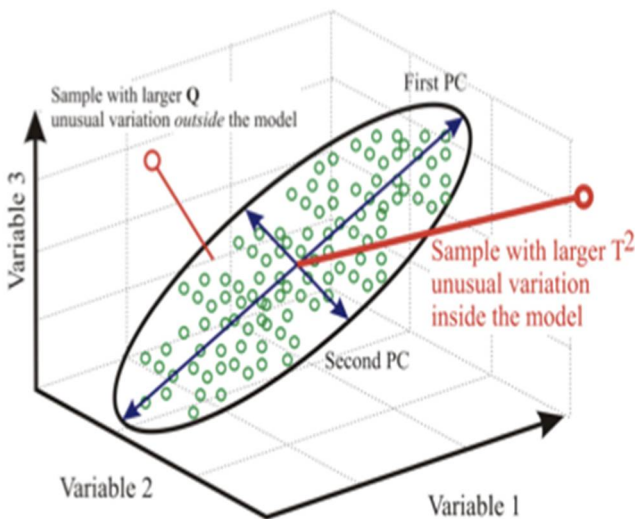 First PC
Sample with larger Q
unusual variation outside the model
Variable 3
Sample with larger T²
unusual variation
inside the model
Second PC
Variable 2
Variable 1